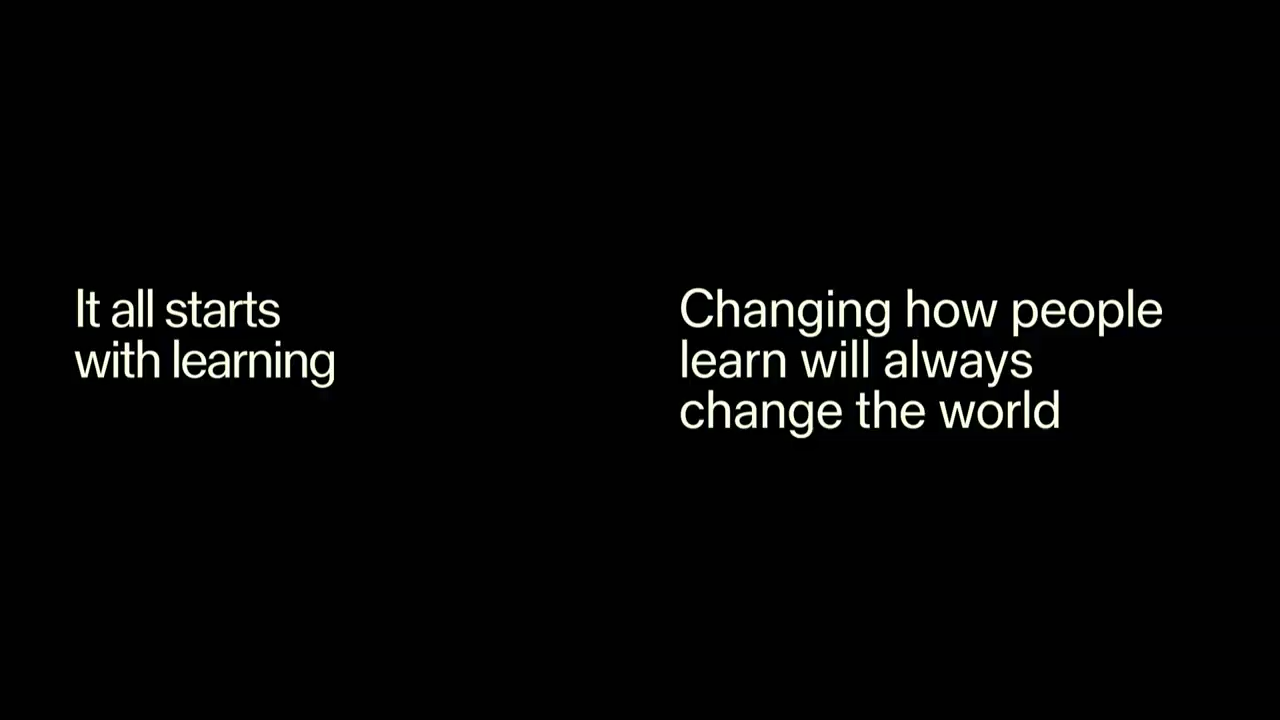 It all starts
with learning
Changing how people
learn will always
change the world